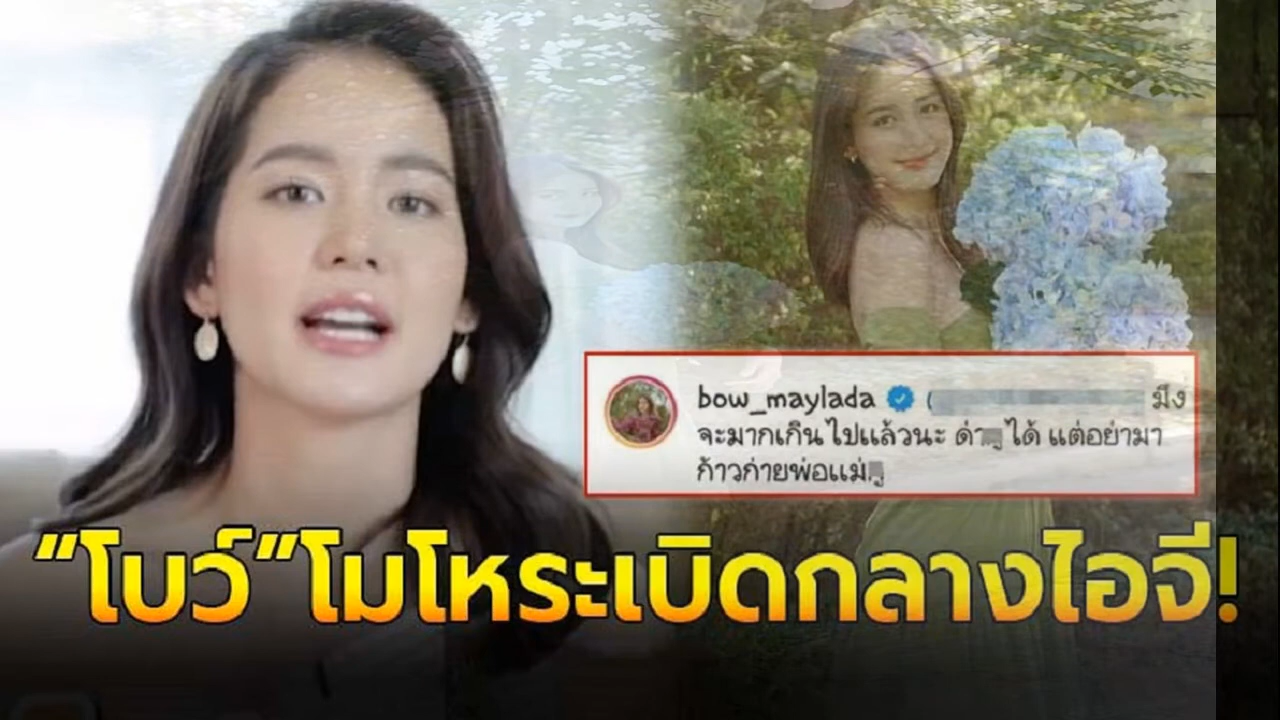 bow_maylada มึง
จะมากเกินไปแล้วนะ ด่า ได้ แต่อย่ามา
ก้าวก่ายพ่อแม่
“โบว์”โมโหระเบิดกลางไอจี!